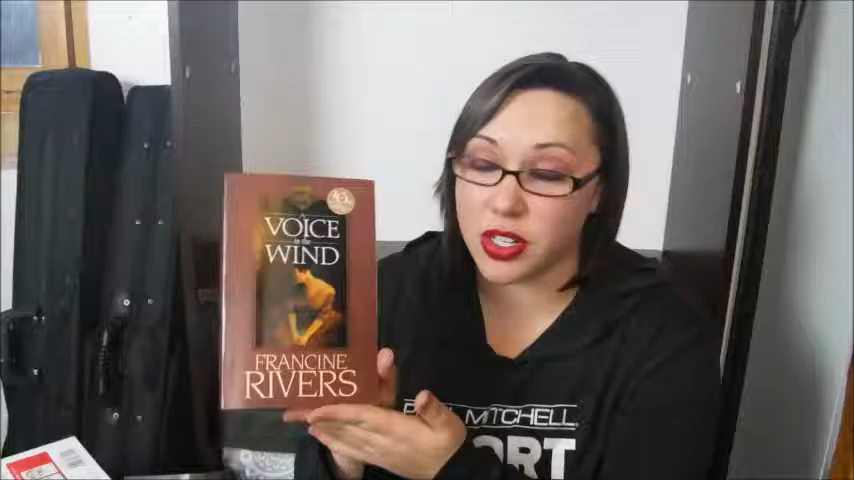 A
VOICE
in the
WIND
FRANCINE
RIVERS
MITCHELL
ORT